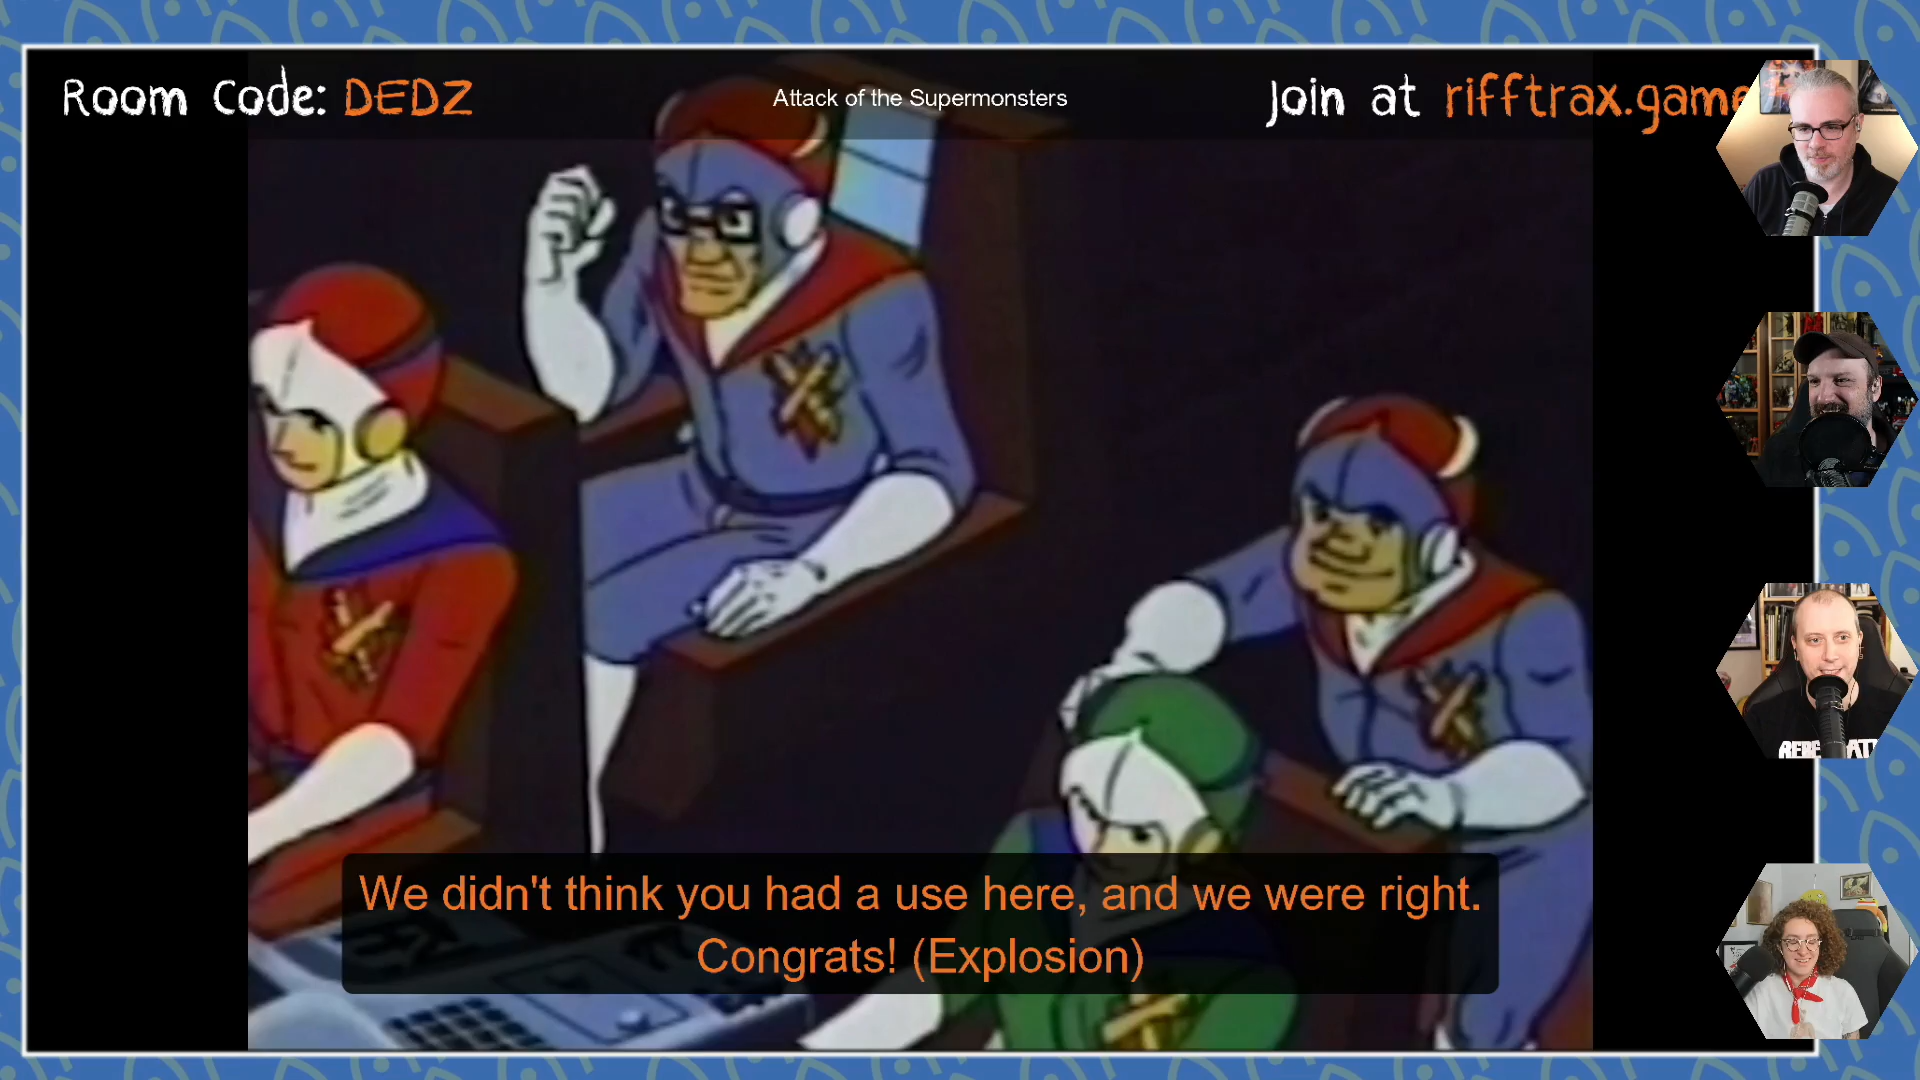 Room Code: DEDZ
Attack of the Supermonsters
Join at rifftrax.game
We didn't think you had a use here, and we were right.
Congrats! (Explosion)